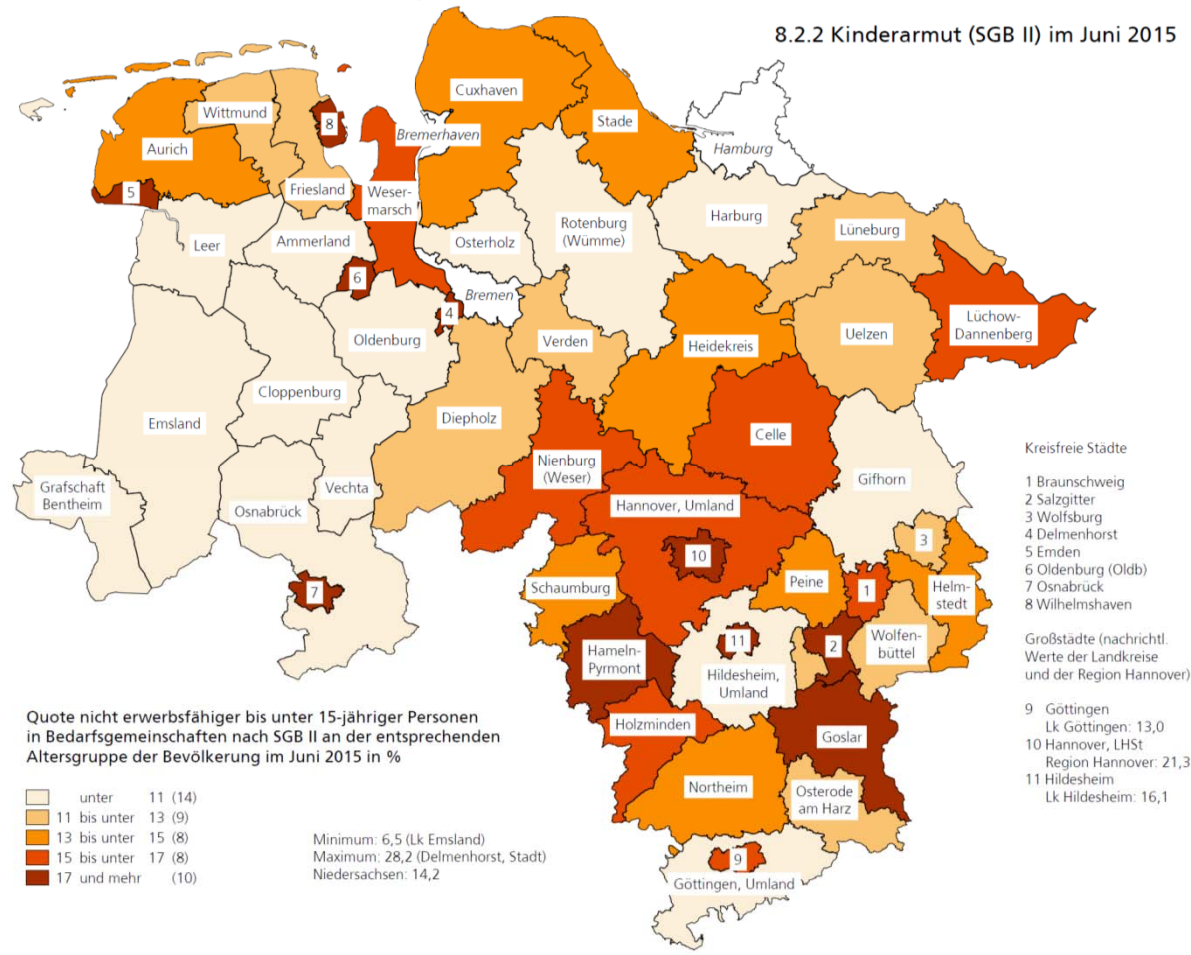 8.2.2 Kinderarmut (SGB II) im Juni 2015
Cuxhaven
Wittmund
8
Bremerhaven
Stade
Aurich
Hamburg
5
Friesland
Weser-
marsch
Leer
Ammerland
Osterholz
Rotenburg
(Wümme)
Harburg
Lüneburg
6
Bremen
4
Oldenburg
Verden
Heidekreis
Uelzen
Lüchow-
Dannenberg
Cloppenburg
Emsland
Diepholz
Celle
Nienburg
(Weser)
Gifhorn
Grafschaft
Bentheim
Vechta
Osnabrück
Hannover, Umland
10
3
7
Schaumburg
Peine
1
Helm-
stedt
Hameln-
Pyrmont
11
2
Wolfen-
büttel
Hildesheim,
Umland
Holzminden
Goslar
Northeim
Osterode
am Harz
9
Göttingen, Umland
Kreisfreie Städte
1 Braunschweig
2 Salzgitter
3 Wolfsburg
4 Delmenhorst
5 Emden
6 Oldenburg (Oldb)
7 Osnabrück
8 Wilhelmshaven
Großstädte (nachrichtl.
Werte der Landkreise
und der Region Hannover)
9 Göttingen
Lk Göttingen: 13,0
10 Hannover, LHSt
Region Hannover: 21,3
11 Hildesheim
Lk Hildesheim: 16,1
Quote nicht erwerbsfähiger bis unter 15-jähriger Personen
in Bedarfsgemeinschaften nach SGB II an der entsprechenden
Altersgruppe der Bevölkerung im Juni 2015 in %
unter 11 (14)
11 bis unter 13 (9)
13 bis unter 15 (8)
15 bis unter 17 (8)
17 und mehr (10)
Minimum: 6,5 (Lk Emsland)
Maximum: 28,2 (Delmenhorst, Stadt)
Niedersachsen: 14,2